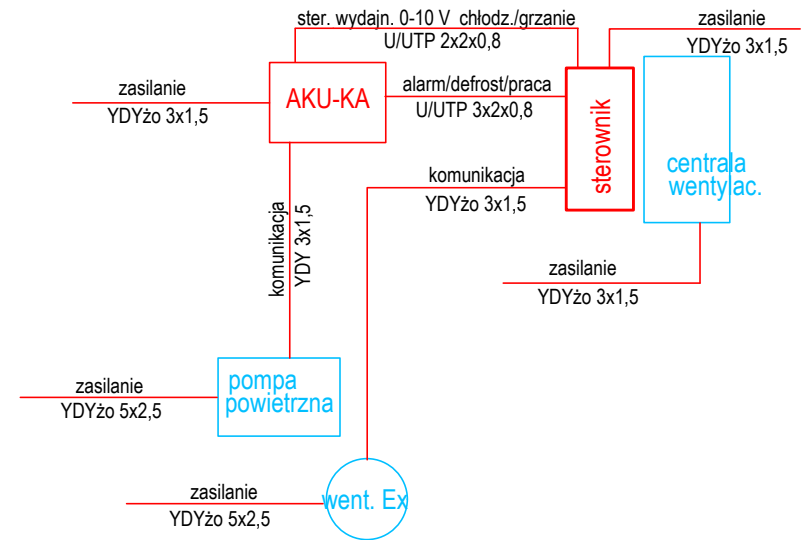 ster. wydajn. 0-10 V chłodz./grzanie
U/UTP 2x2x0,8
zasilanie
YDYżo 3x1,5
zasilanie
YDYżo 3x1,5
AKU-KA
alarm/defrost/praca
U/UTP 3x2x0,8
sterownik
centrala
wentylac.
komunikacja
YDYżo 3x1,5
komunikacja
YDY 3x1,5
zasilanie
YDYżo 3x1,5
zasilanie
YDYżo 5x2,5
pompa
powietrzna
zasilanie
YDYżo 5x2,5
went. Ex